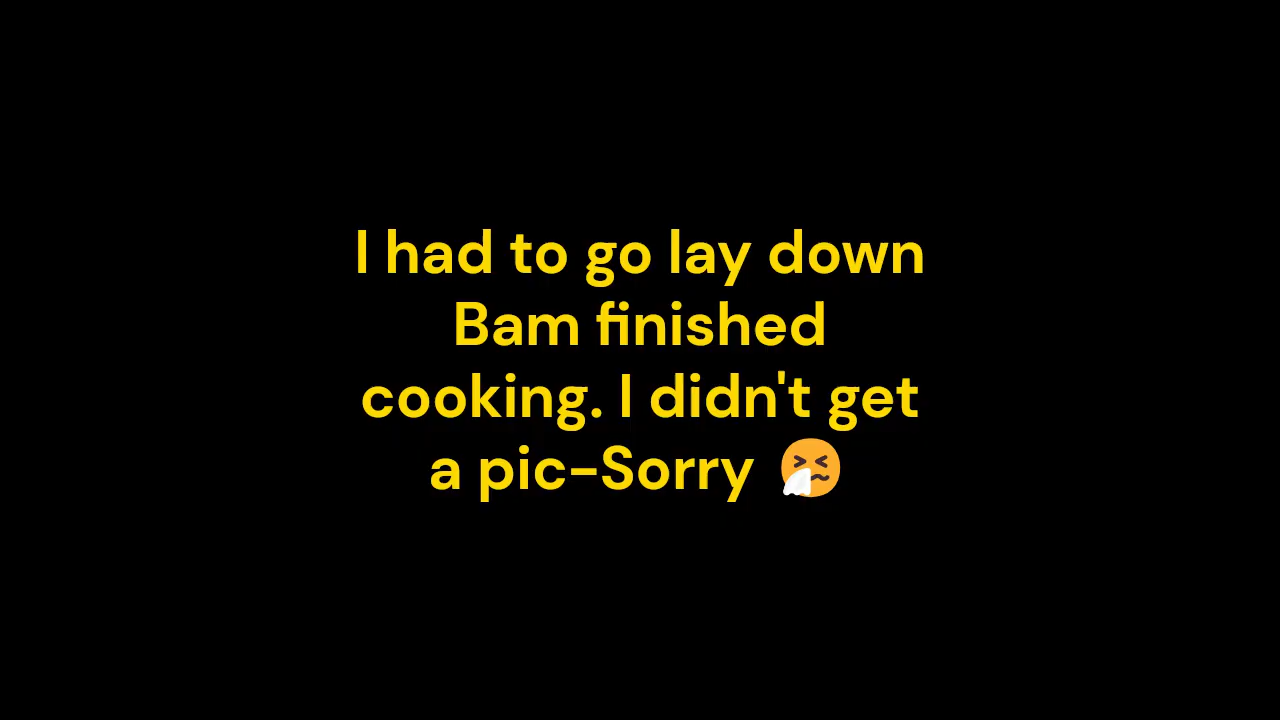 I had to go lay down
Bam finished
cooking. I didn't get
a pic-Sorry 🤧